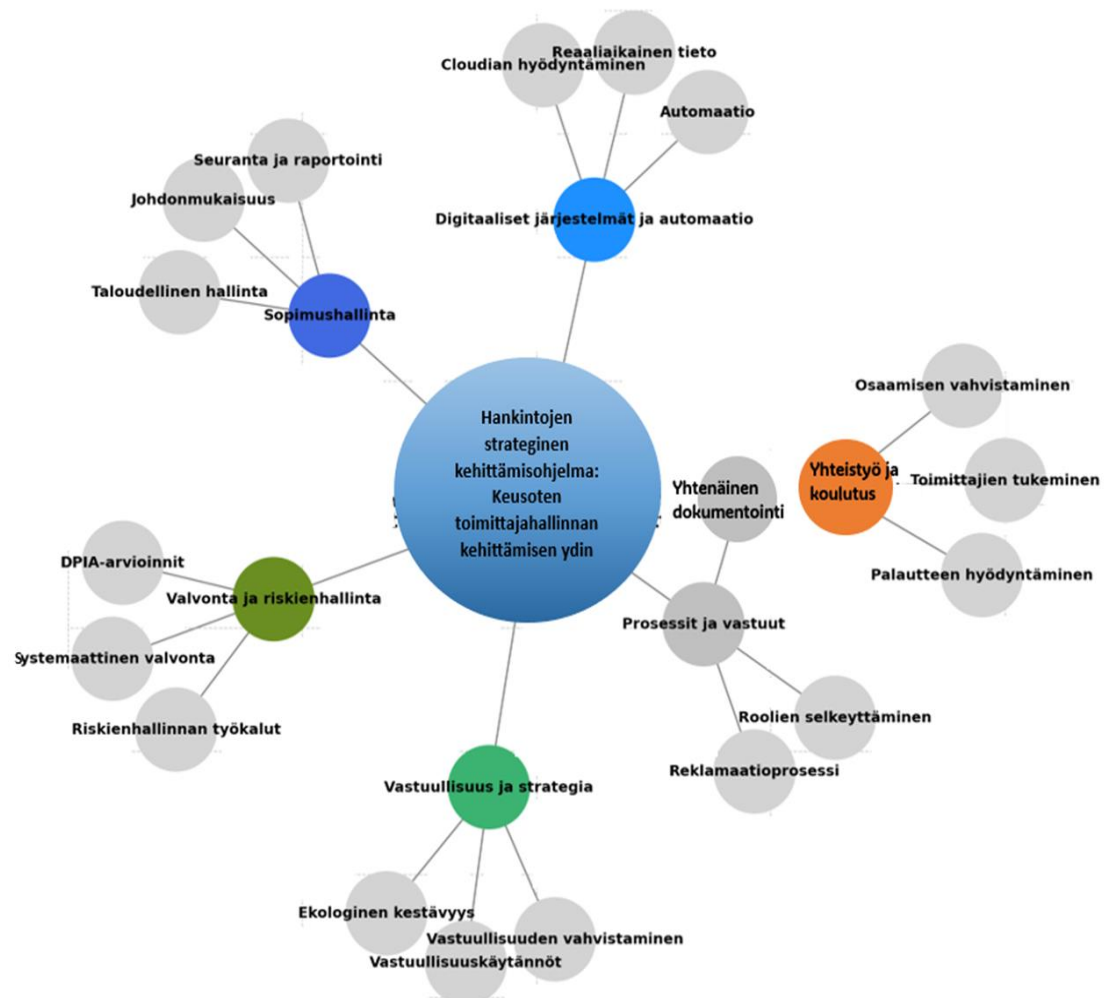 Reaaliaikainen tieto
Cloudian hyödyntäminen
Automaatio
Digitaaliset järjestelmät ja automaatio
Seuranta ja raportointi
Johdonmukaisuus
Taloudellinen hallinta
Sopimushallinta
Hankintojen
strateginen
kehittämisohjelma:
Keusoten
toimittajahallinnan
kehittämisen ydin
Osaamisen vahvistaminen
Yhteistyö ja
koulutus
Toimittajien tukeminen
Palautteen hyödyntäminen
Yhtenäinen
dokumentointi
Prosessit ja vastuut
Roolien selkeyttäminen
Reklamaatioprosessi
DPIA-arvioinnit
Valvonta ja riskienhallinta
Systemaattinen valvonta
Riskienhallinnan työkalut
Vastuullisuus ja strategia
Ekologinen kestävyys
Vastuullisuuden vahvistaminen
Vastuullisuuskäytännöt